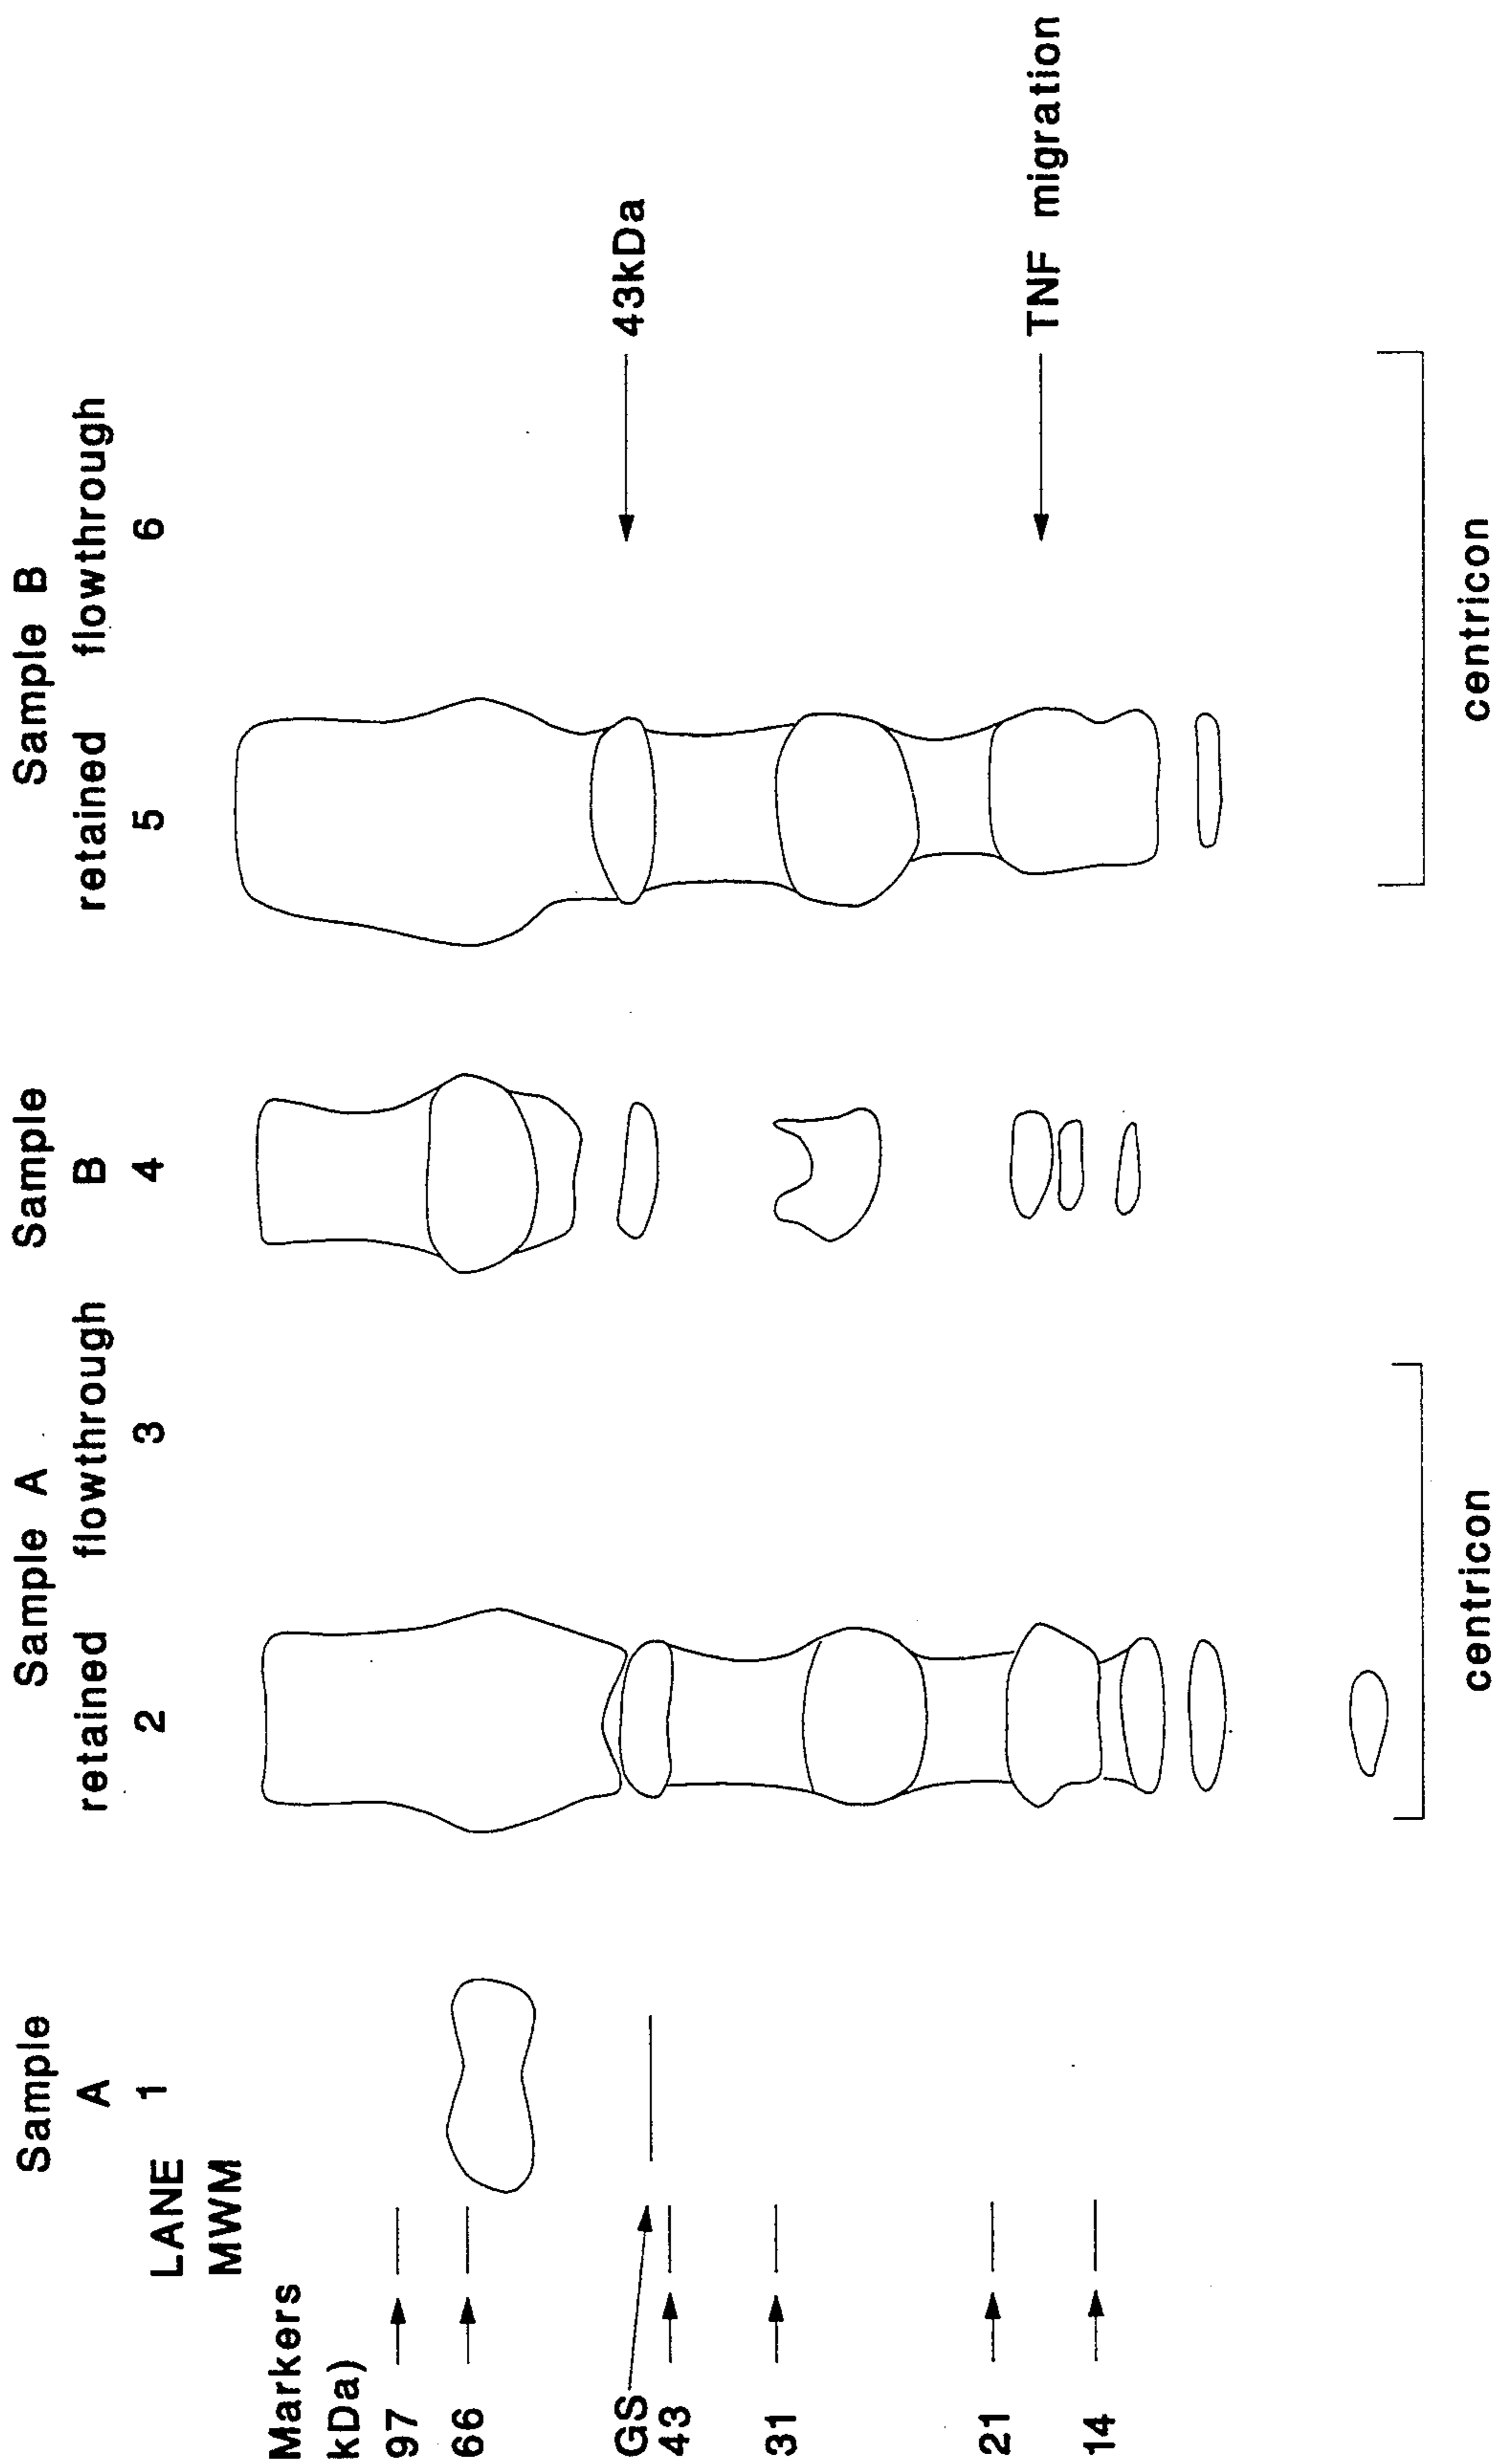 Sample A
Sample B
Sample
A
retained flowthrough
Sample
B
retained flowthrough
LANE 1 2 3 4 5 6
MWM
Markers
kDa)
97
66
GS
43
31
21
14
43kDa
TNF migration
centricon
centricon